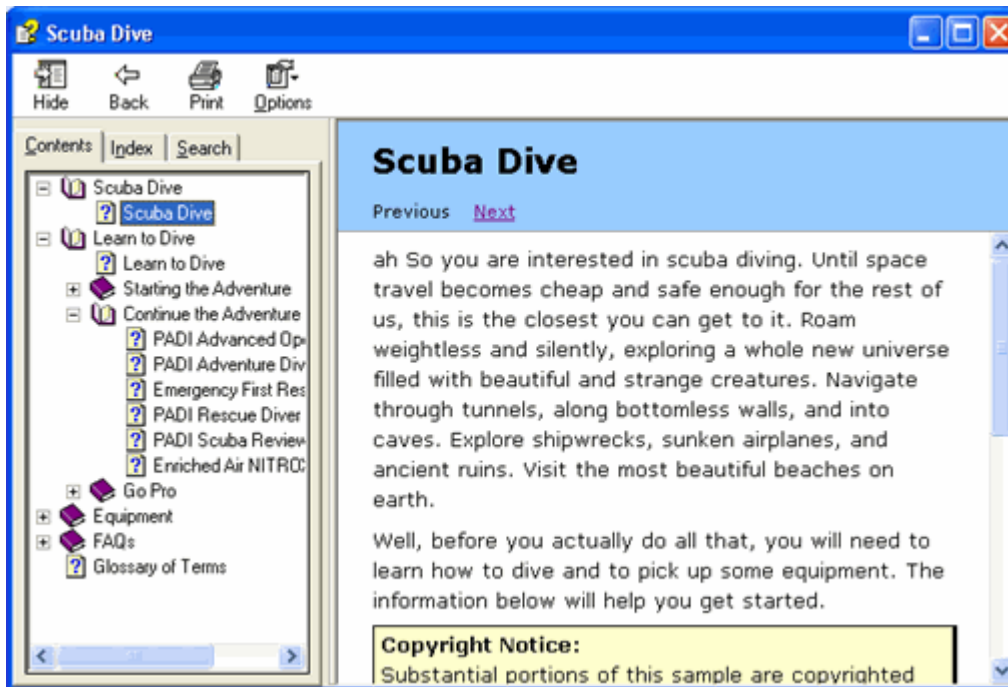 Scuba Dive
Hide Back Print Options
Contents Index Search
Scuba Dive
Scuba Dive
Learn to Dive
Learn to Dive
Starting the Adventure
Continue the Adventure
PADI Advanced Op
PADI Adventure Div
Emergency First Res
PADI Rescue Diver
PADI Scuba Review
Enriched Air NITRO
Go Pro
Equipment
FAQs
Glossary of Terms
Scuba Dive
Previous Next
ah So you are interested in scuba diving. Until space
travel becomes cheap and safe enough for the rest of
us, this is the closest you can get to it. Roam
weightless and silently, exploring a whole new universe
filled with beautiful and strange creatures. Navigate
through tunnels, along bottomless walls, and into
caves. Explore shipwrecks, sunken airplanes, and
ancient ruins. Visit the most beautiful beaches on
earth.
Well, before you actually do all that, you will need to
learn how to dive and to pick up some equipment. The
information below will help you get started.
Copyright Notice:
Substantial portions of this sample are copyrighted